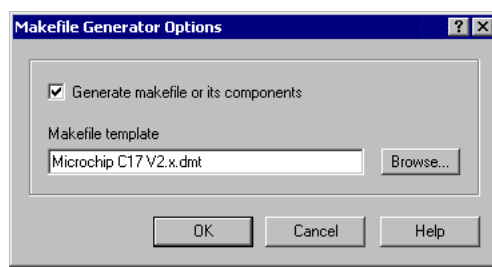 Makefile Generator Options
Generate makefile or its components
Makefile template
Microchip C17 V2.x.dmt
Browse...
OK
Cancel
Help